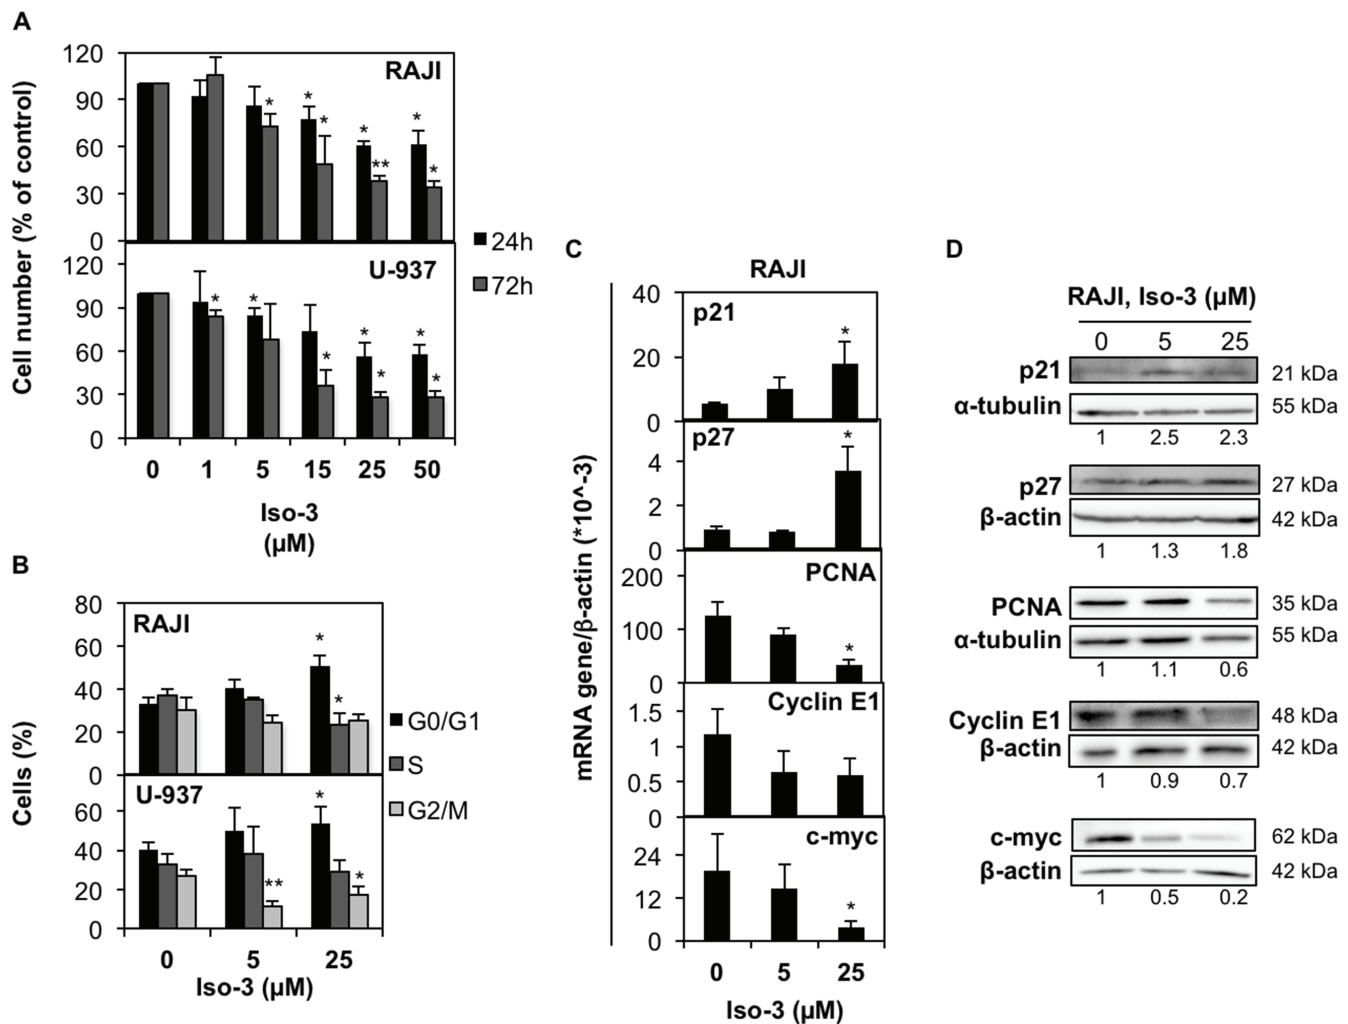 A
Cell number (% of control)
120
90
60
30
0
RAJI
* * * * ** * *
* *
120
90
60
30
0
U-937
* * * * * * *
24h
72h
0 1 5 15 25 50
Iso-3
(µM)
B
Cells (%)
80
60
40
20
0
RAJI
* *
60
40
20
0
U-937
** * *
G0/G1
S
G2/M
0 5 25
Iso-3 (µM)
C
RAJI
mRNA gene/β-actin (*10^-3)
40
20
0
p21
*
4
2
0
p27
*
200
100
0
PCNA
*
1.5
1
0.5
0
Cyclin E1
24
12
0
c-myc
*
0 5 25
Iso-3 (µM)
D
RAJI, Iso-3 (µM)
0 5 25
p21 21 kDa
α-tubulin 55 kDa
1 2.5 2.3
p27 27 kDa
β-actin 42 kDa
1 1.3 1.8
PCNA 35 kDa
α-tubulin 55 kDa
1 1.1 0.6
Cyclin E1 48 kDa
β-actin 42 kDa
1 0.9 0.7
c-myc 62 kDa
β-actin 42 kDa
1 0.5 0.2